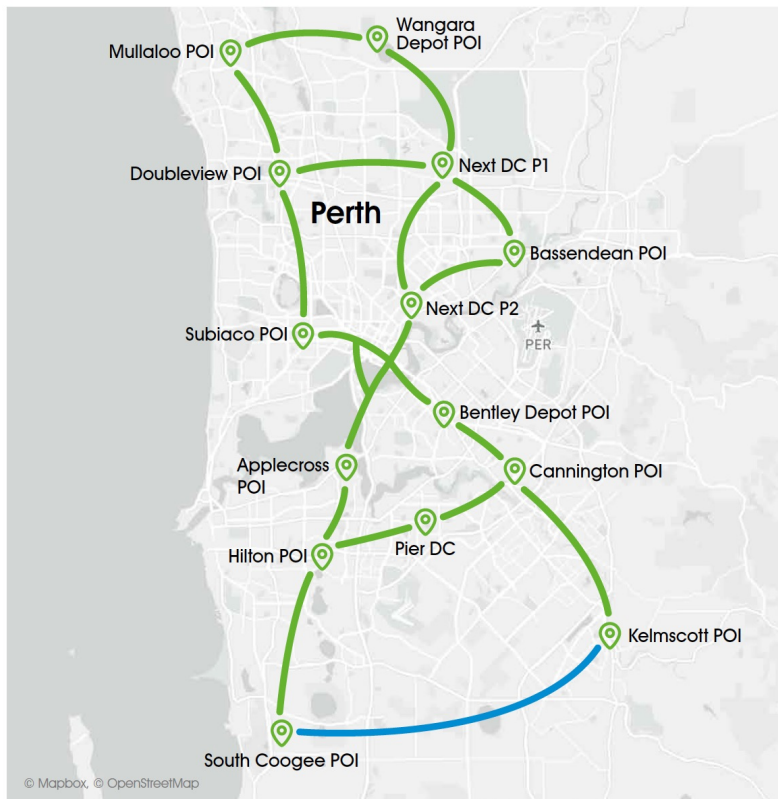 Wangara
Depot POI
Mullaloo POI
Next DC P1
Doubleview POI
Perth
Bassendean POI
Next DC P2
Subiaco POI
PER
Bentley Depot POI
Applecross
POI
Cannington POI
Pier DC
Hilton POI
Kelmscott POI
South Coogee POI
© Mapbox, © OpenStreetMap